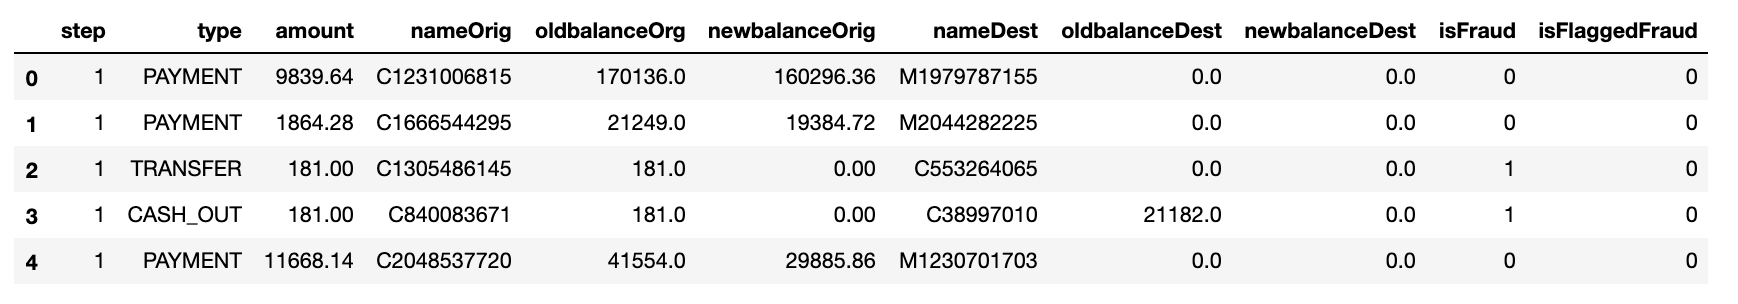 step type amount nameOrig oldbalanceOrg newbalanceOrig nameDest oldbalanceDest newbalanceDest isFraud isFlaggedFraud
0 1 PAYMENT 9839.64 C1231006815 170136.0 160296.36 M1979787155 0.0 0.0 0 0
1 1 PAYMENT 1864.28 C1666544295 21249.0 19384.72 M2044282225 0.0 0.0 0 0
2 1 TRANSFER 181.00 C1305486145 181.0 0.00 C553264065 0.0 0.0 1 0
3 1 CASH_OUT 181.00 C840083671 181.0 0.00 C38997010 21182.0 0.0 1 0
4 1 PAYMENT 11668.14 C2048537720 41554.0 29885.86 M1230701703 0.0 0.0 0 0